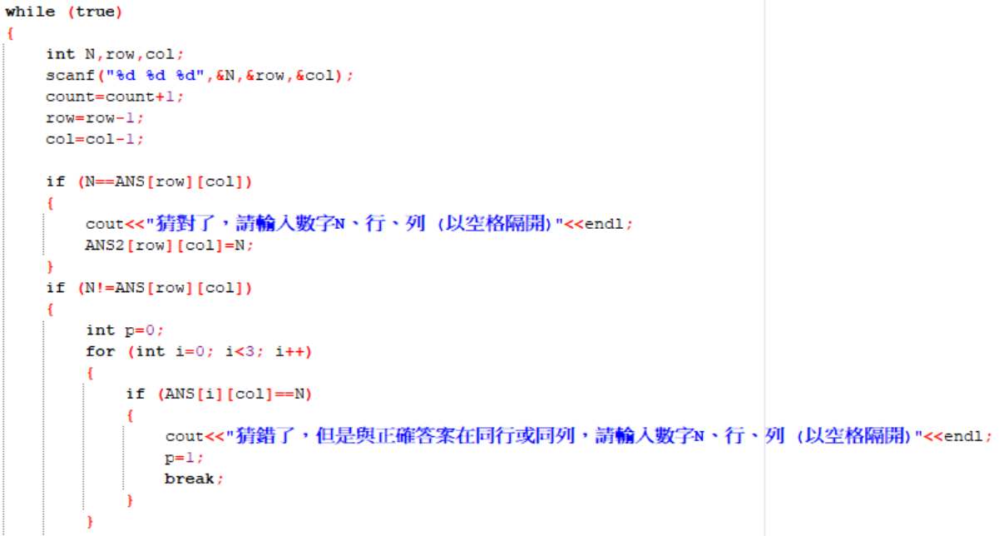 while (true)
{
int N,row,col;
scanf("%d %d %d",&N,&row,&col);
count=count+1;
row=row-1;
col=col-1;
if (N==ANS[row][col])
{
cout<<"猜對了，請輸入數字N、行、列 (以空格隔開)"<<endl;
ANS2[row][col]=N;
}
if (N!=ANS[row][col])
{
int p=0;
for (int i=0; i<3; i++)
{
if (ANS[i][col]==N)
{
cout<<"猜錯了，但是與正確答案在同行或同列，請輸入數字N、行、列 (以空格隔開)"<<endl;
p=1;
break;
}
}